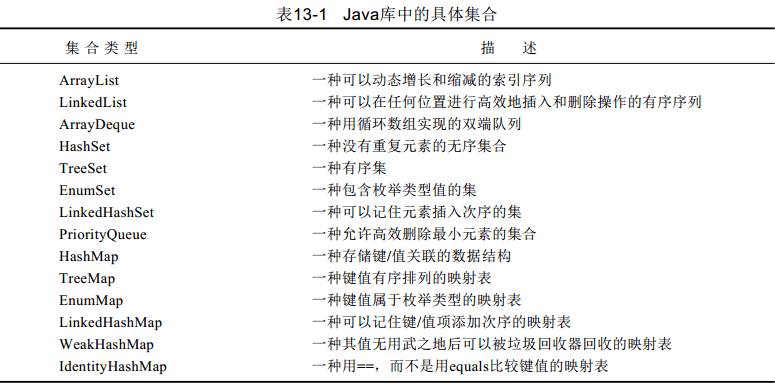 表13-1 Java库中的具体集合
集合类型 描述
ArrayList 一种可以动态增长和缩减的索引序列
LinkedList 一种可以在任何位置进行高效地插入和删除操作的有序序列
ArrayDeque 一种用循环数组实现的双端队列
HashSet 一种没有重复元素的无序集合
TreeSet 一种有序集
EnumSet 一种包含枚举类型值的集
LinkedHashSet 一种可以记住元素插入次序的集
PriorityQueue 一种允许高效删除最小元素的集合
HashMap 一种存储键/值关联的数据结构
TreeMap 一种键值有序排列的映射表
EnumMap 一种键值属于枚举类型的映射表
LinkedHashMap 一种可以记住键/值项添加次序的映射表
WeakHashMap 一种其值无用武之地后可以被垃圾回收器回收的映射表
IdentityHashMap 一种用==，而不是用equals比较键值的映射表